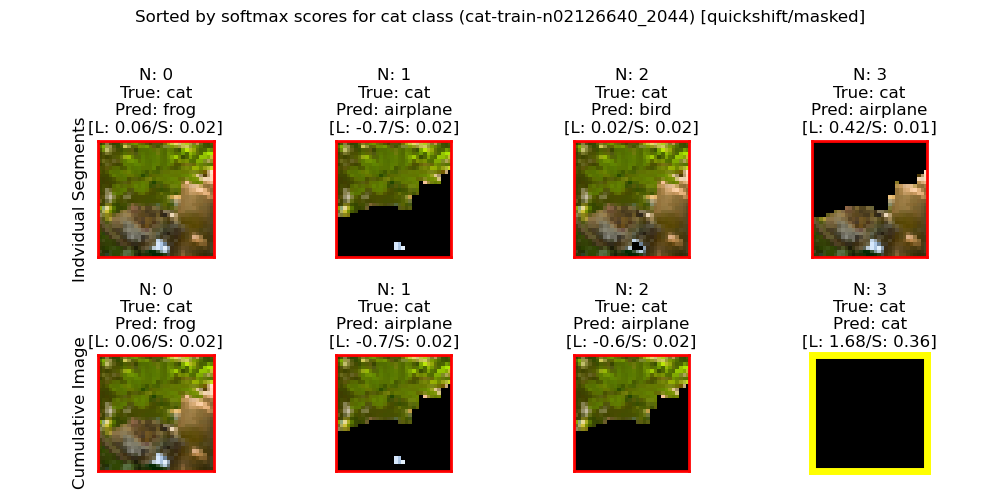 Sorted by softmax scores for cat class (cat-train-n02126640_2044) [quickshift/masked]
Indvidual Segments
N: 0
True: cat
Pred: frog
[L: 0.06/S: 0.02]
N: 1
True: cat
Pred: airplane
[L: -0.7/S: 0.02]
N: 2
True: cat
Pred: bird
[L: 0.02/S: 0.02]
N: 3
True: cat
Pred: airplane
[L: 0.42/S: 0.01]
Cumulative Image
N: 0
True: cat
Pred: frog
[L: 0.06/S: 0.02]
N: 1
True: cat
Pred: airplane
[L: -0.7/S: 0.02]
N: 2
True: cat
Pred: airplane
[L: -0.6/S: 0.02]
N: 3
True: cat
Pred: cat
[L: 1.68/S: 0.36]